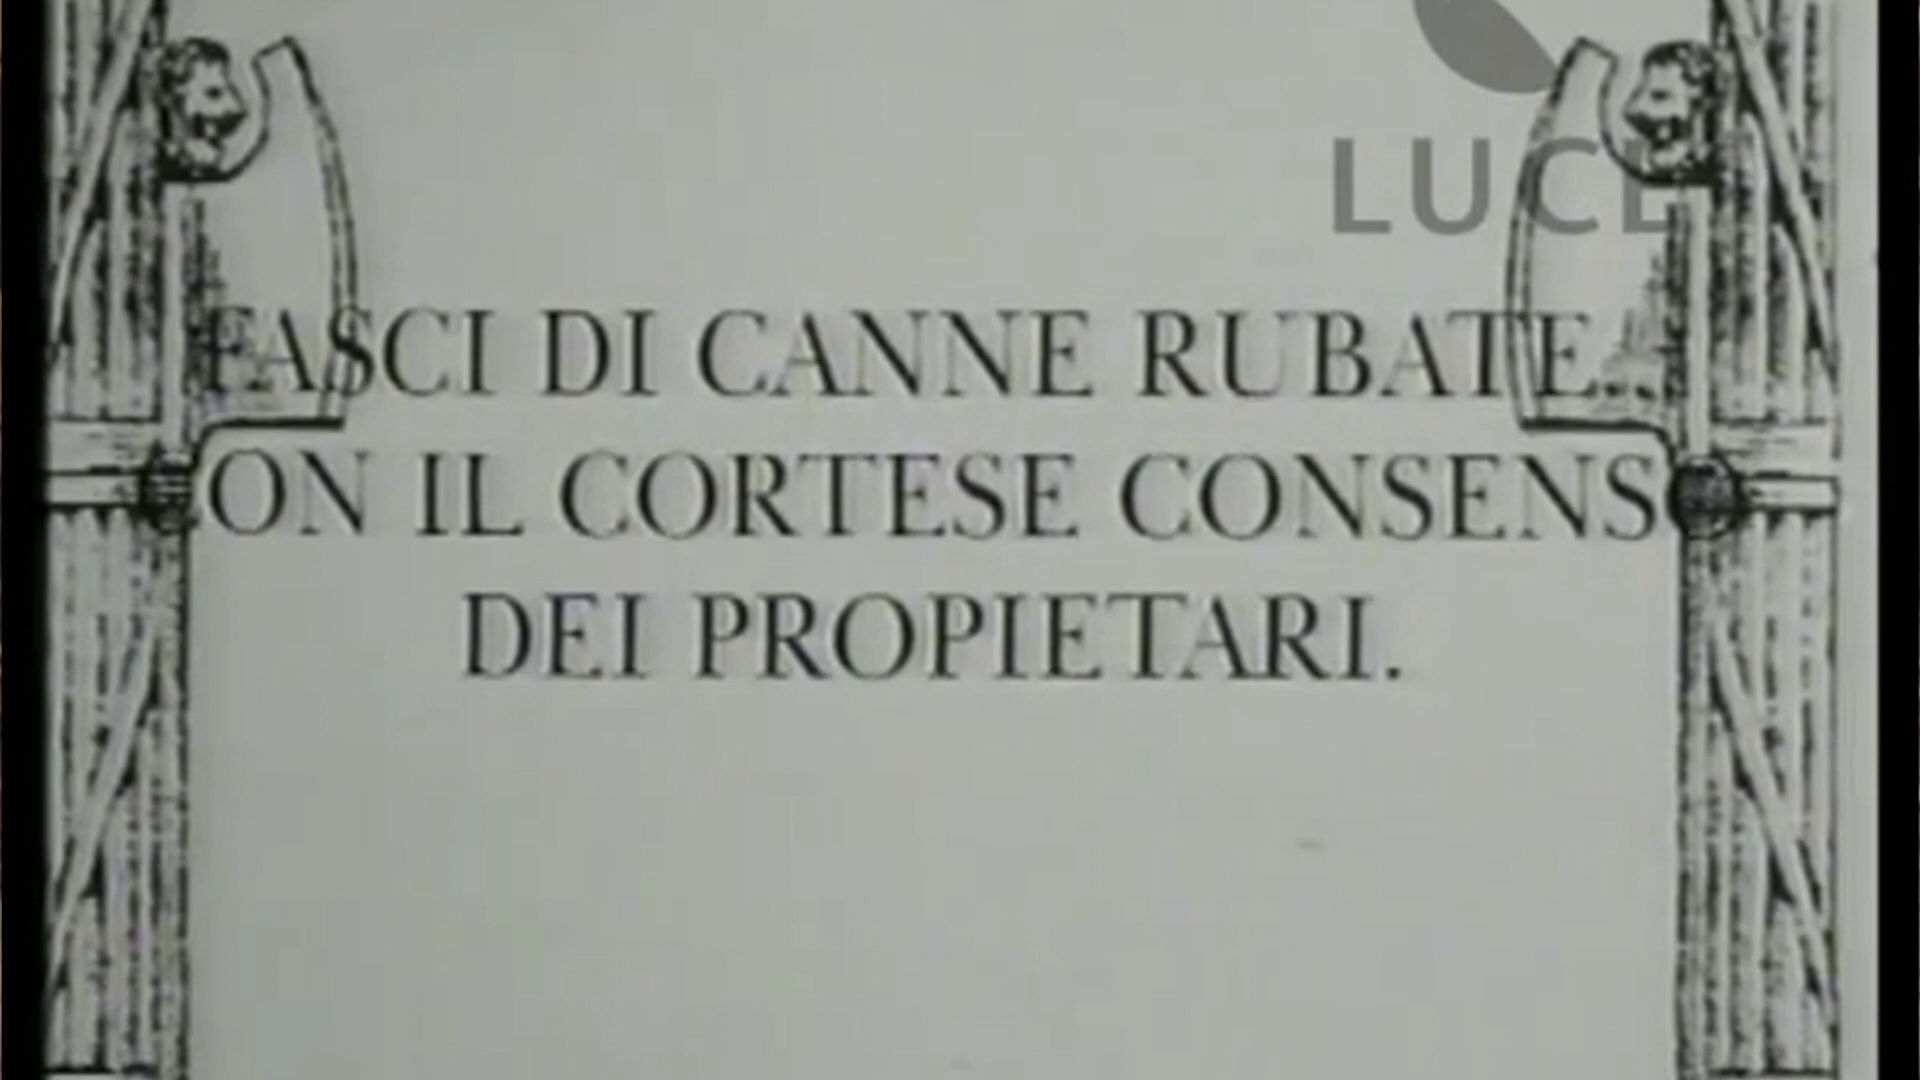 LUCE
FASCI DI CANNE RUBATE
CON IL CORTESE CONSENSO
DEI PROPIETARI.